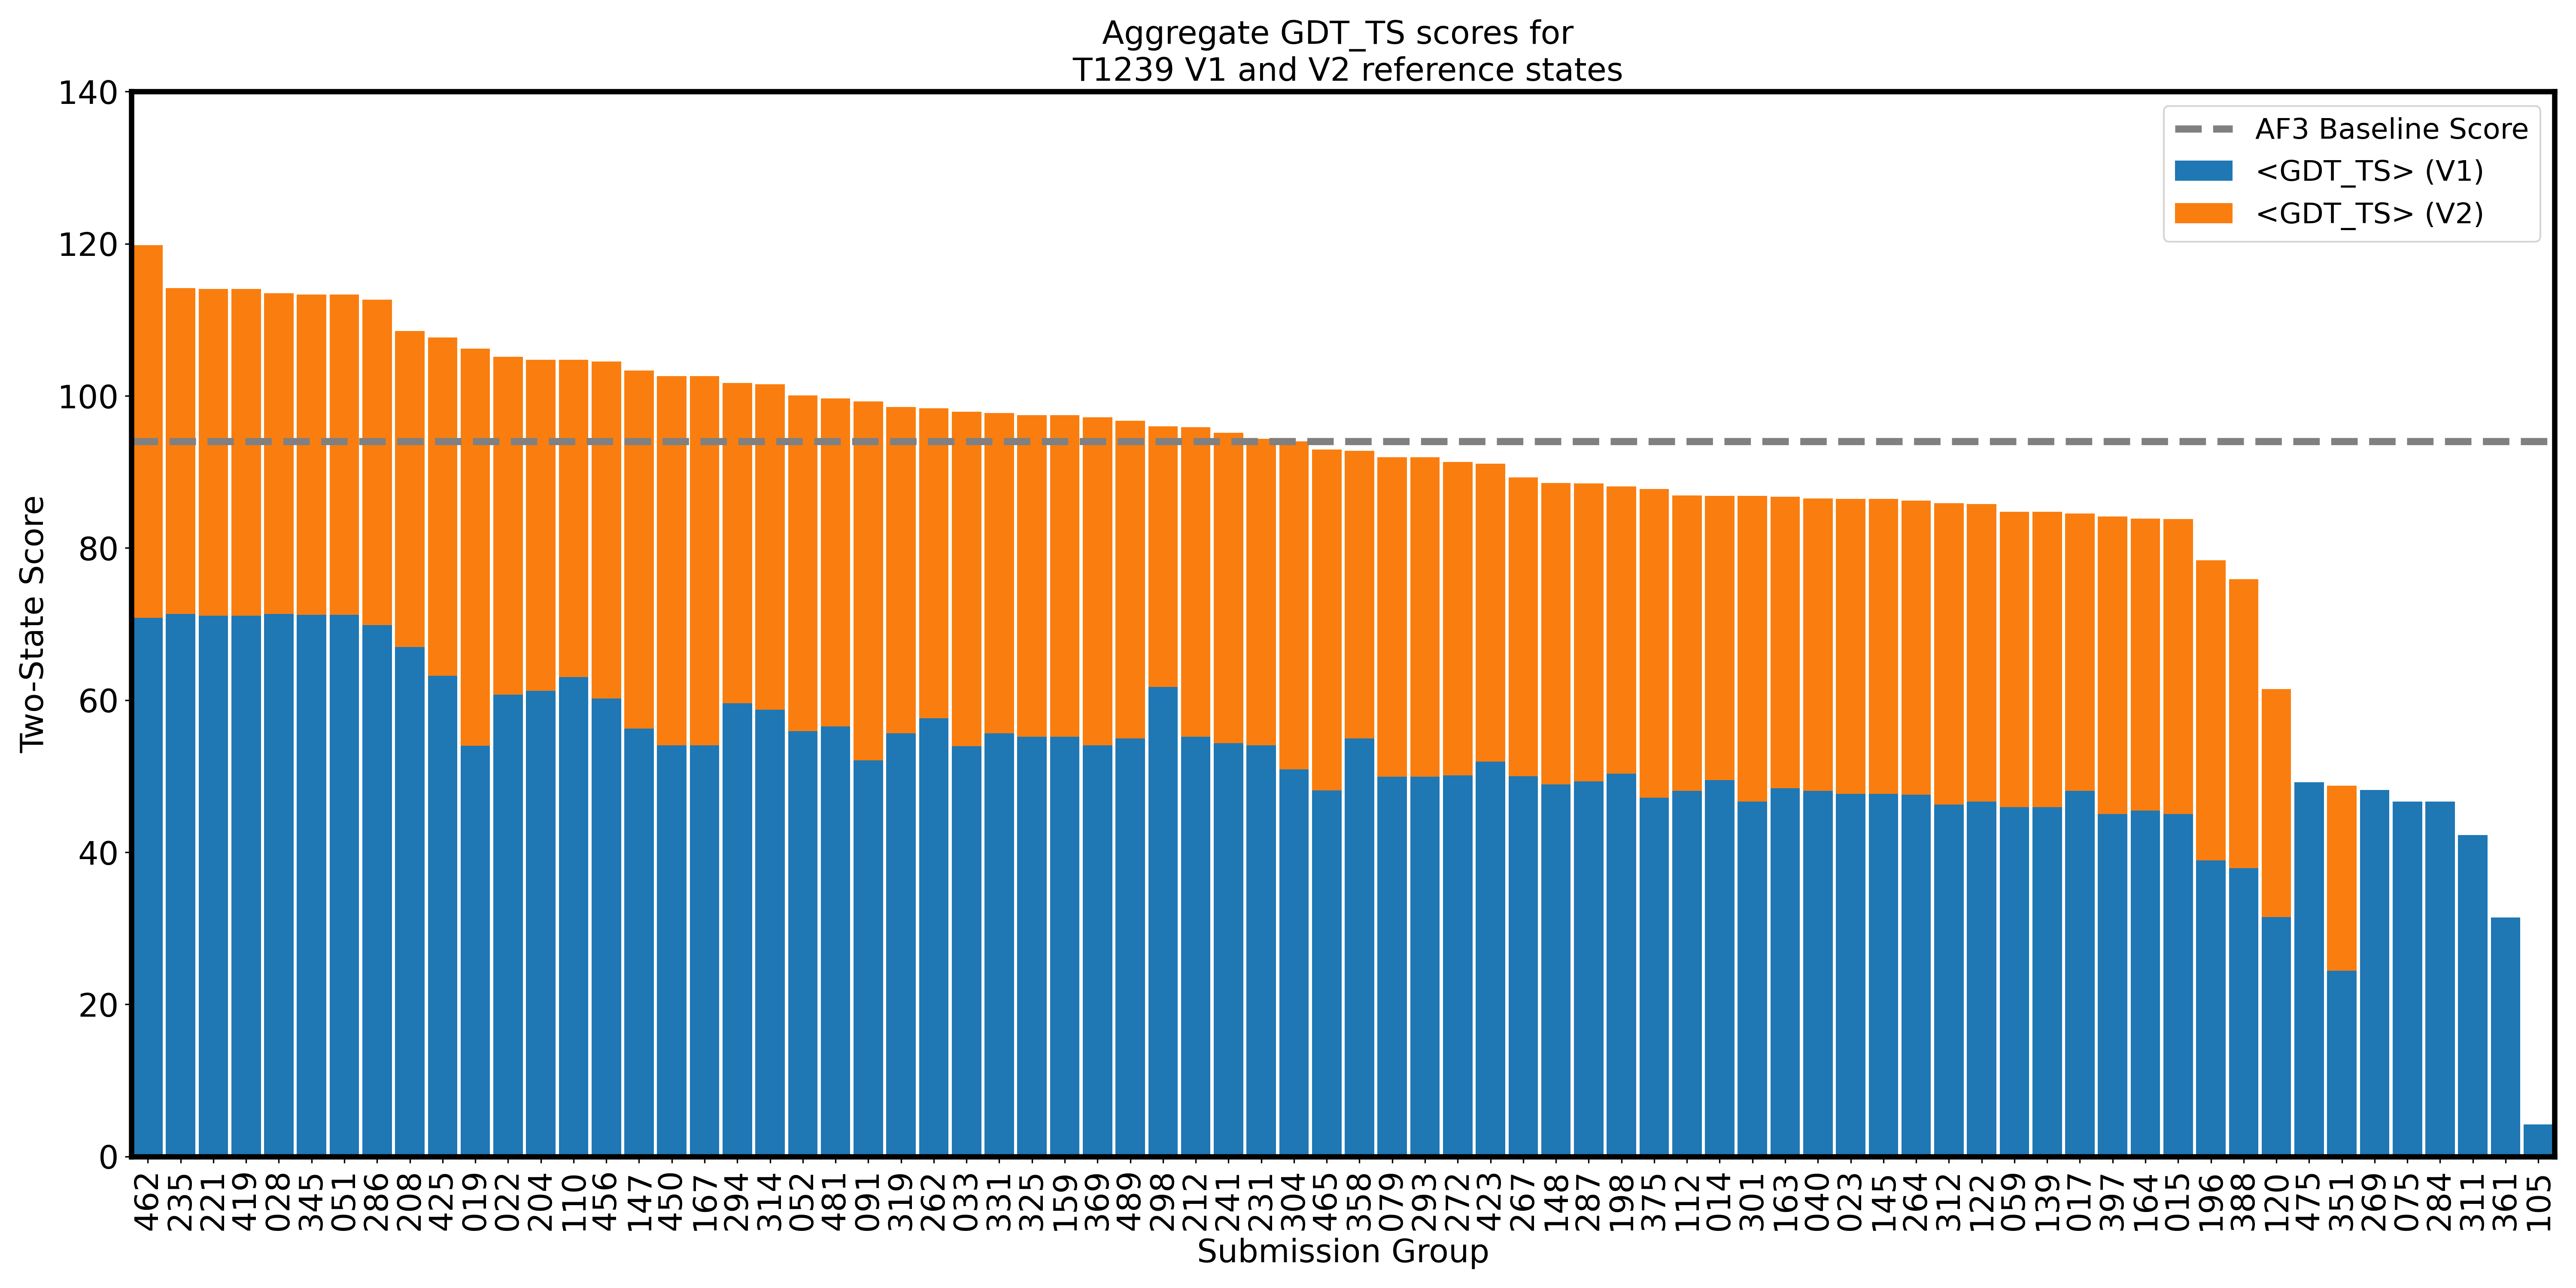 Aggregate GDT_TS scores for
T1239 V1 and V2 reference states
140
120
100
80
60
40
20
0
Two-State Score
AF3 Baseline Score
<GDT_TS> (V1)
<GDT_TS> (V2)
462 235 221 419 028 345 051 286 208 425 019 022 204 110 456 147 450 167 294 314 052 481 091 319 262 033 331 325 159 369 489 298 212 241 231 304 465 358 079 293 272 423 267 148 287 198 375 112 014 301 163 040 023 145 264 312 122 059 139 017 397 164 015 196 388 120 475 351 269 075 284 311 361 105
Submission Group